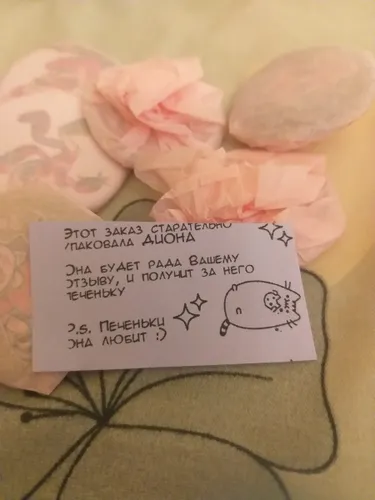 Этот заказ старательно
упаковала ДИОНА
Она будет рада Вашему
отзыву, и получит за него
печеньку
P.S. Печеньки
она любит :)